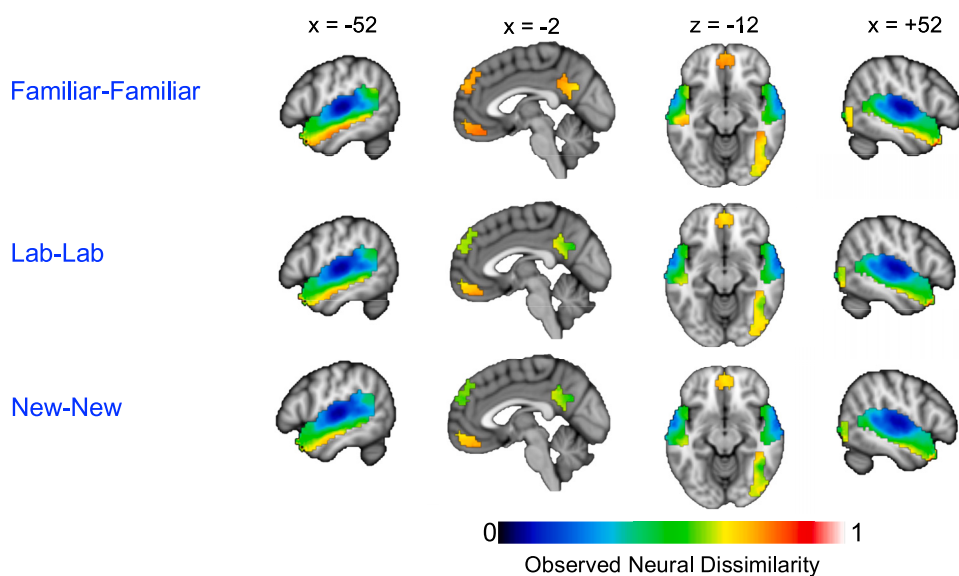 x = -52 x = -2 z = -12 x = +52
Familiar-Familiar
Lab-Lab
New-New
0 1
Observed Neural Dissimilarity